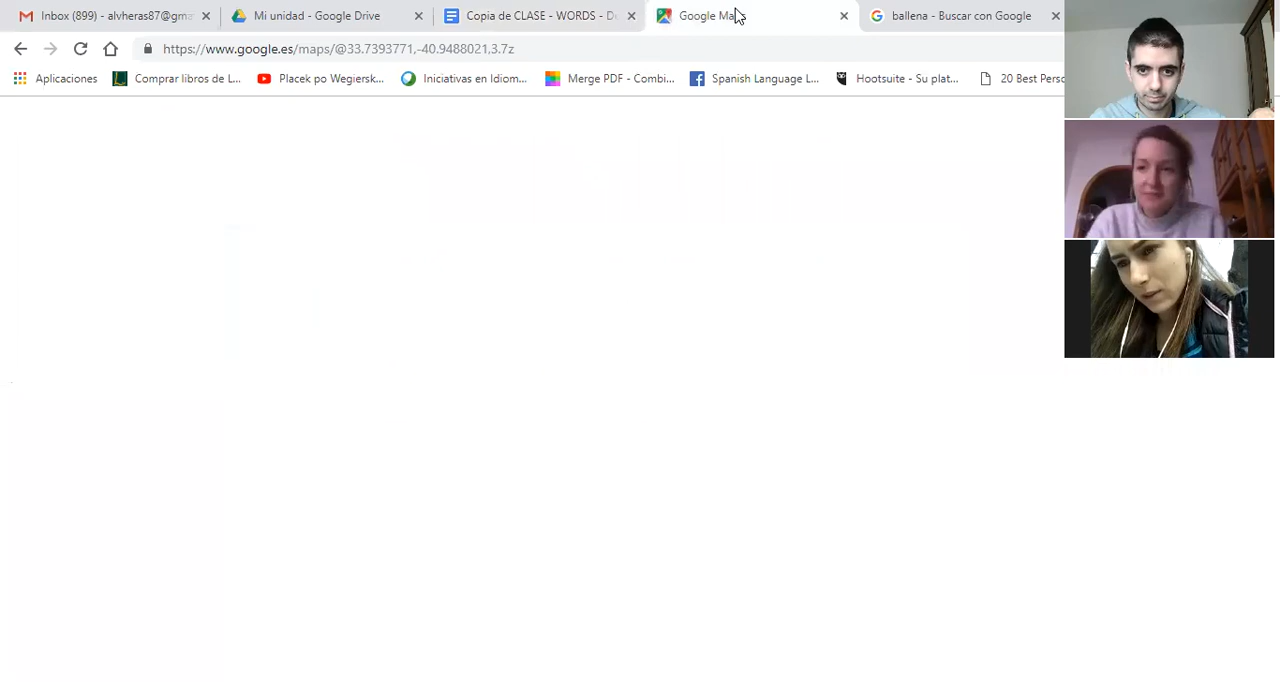 Inbox (899) - alvheras87@gma
Mi unidad - Google Drive
Copia de CLASE - WORDS - D
Google Ma
ballena - Buscar con Google
https://www.google.es/maps/@33.7393771,-40.9488021,3.7z
Aplicaciones
Comprar libros de L...
Placek po Wegiersk...
Iniciativas en Idiom...
Merge PDF - Combi...
Spanish Language L...
Hootsuite - Su plat...
20 Best Perso